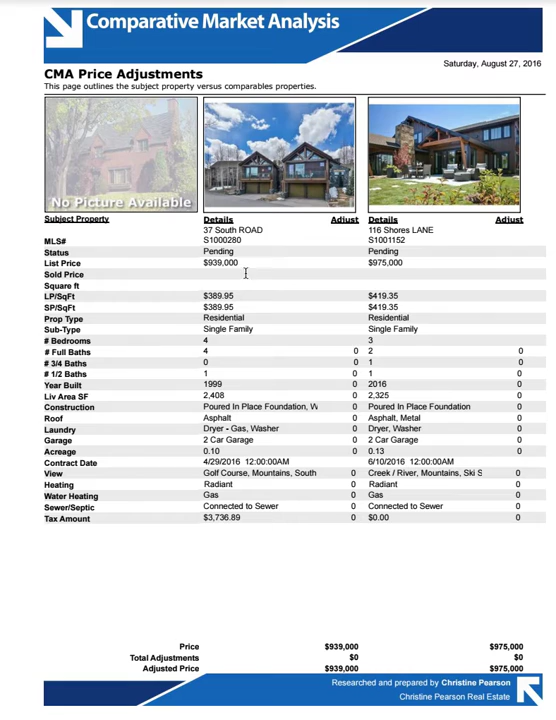 Comparative Market Analysis
Saturday, August 27, 2016
CMA Price Adjustments
This page outlines the subject property versus comparables properties.
No Picture Available
Subject Property Details Adjust Details Adjust
37 South ROAD 116 Shores LANE
MLS# S1000280 S1001152
Status Pending Pending
List Price $939,000 $975,000
Sold Price
Square ft
LP/SqFt $389.95 $419.35
SP/SqFt $389.95 $419.35
Prop Type Residential Residential
Sub-Type Single Family Single Family
# Bedrooms 4 3
# Full Baths 4 0 2 0
# 3/4 Baths 0 0 1 0
# 1/2 Baths 1 0 1 0
Year Built 1999 0 2016 0
Liv Area SF 2,408 0 2,325 0
Construction Poured In Place Foundation, W 0 Poured In Place Foundation 0
Roof Asphalt 0 Asphalt, Metal 0
Laundry Dryer - Gas, Washer 0 Dryer, Washer 0
Garage 2 Car Garage 0 2 Car Garage 0
Acreage 0.10 0 0.13 0
Contract Date 4/29/2016 12:00:00AM 6/10/2016 12:00:00AM
View Golf Course, Mountains, South 0 Creek / River, Mountains, Ski S 0
Heating Radiant 0 Radiant 0
Water Heating Gas 0 Gas 0
Sewer/Septic Connected to Sewer 0 Connected to Sewer 0
Tax Amount $3,736.89 0 $0.00 0
Price $939,000 $975,000
Total Adjustments $0 $0
Adjusted Price $939,000 $975,000
Researched and prepared by Christine Pearson
Christine Pearson Real Estate